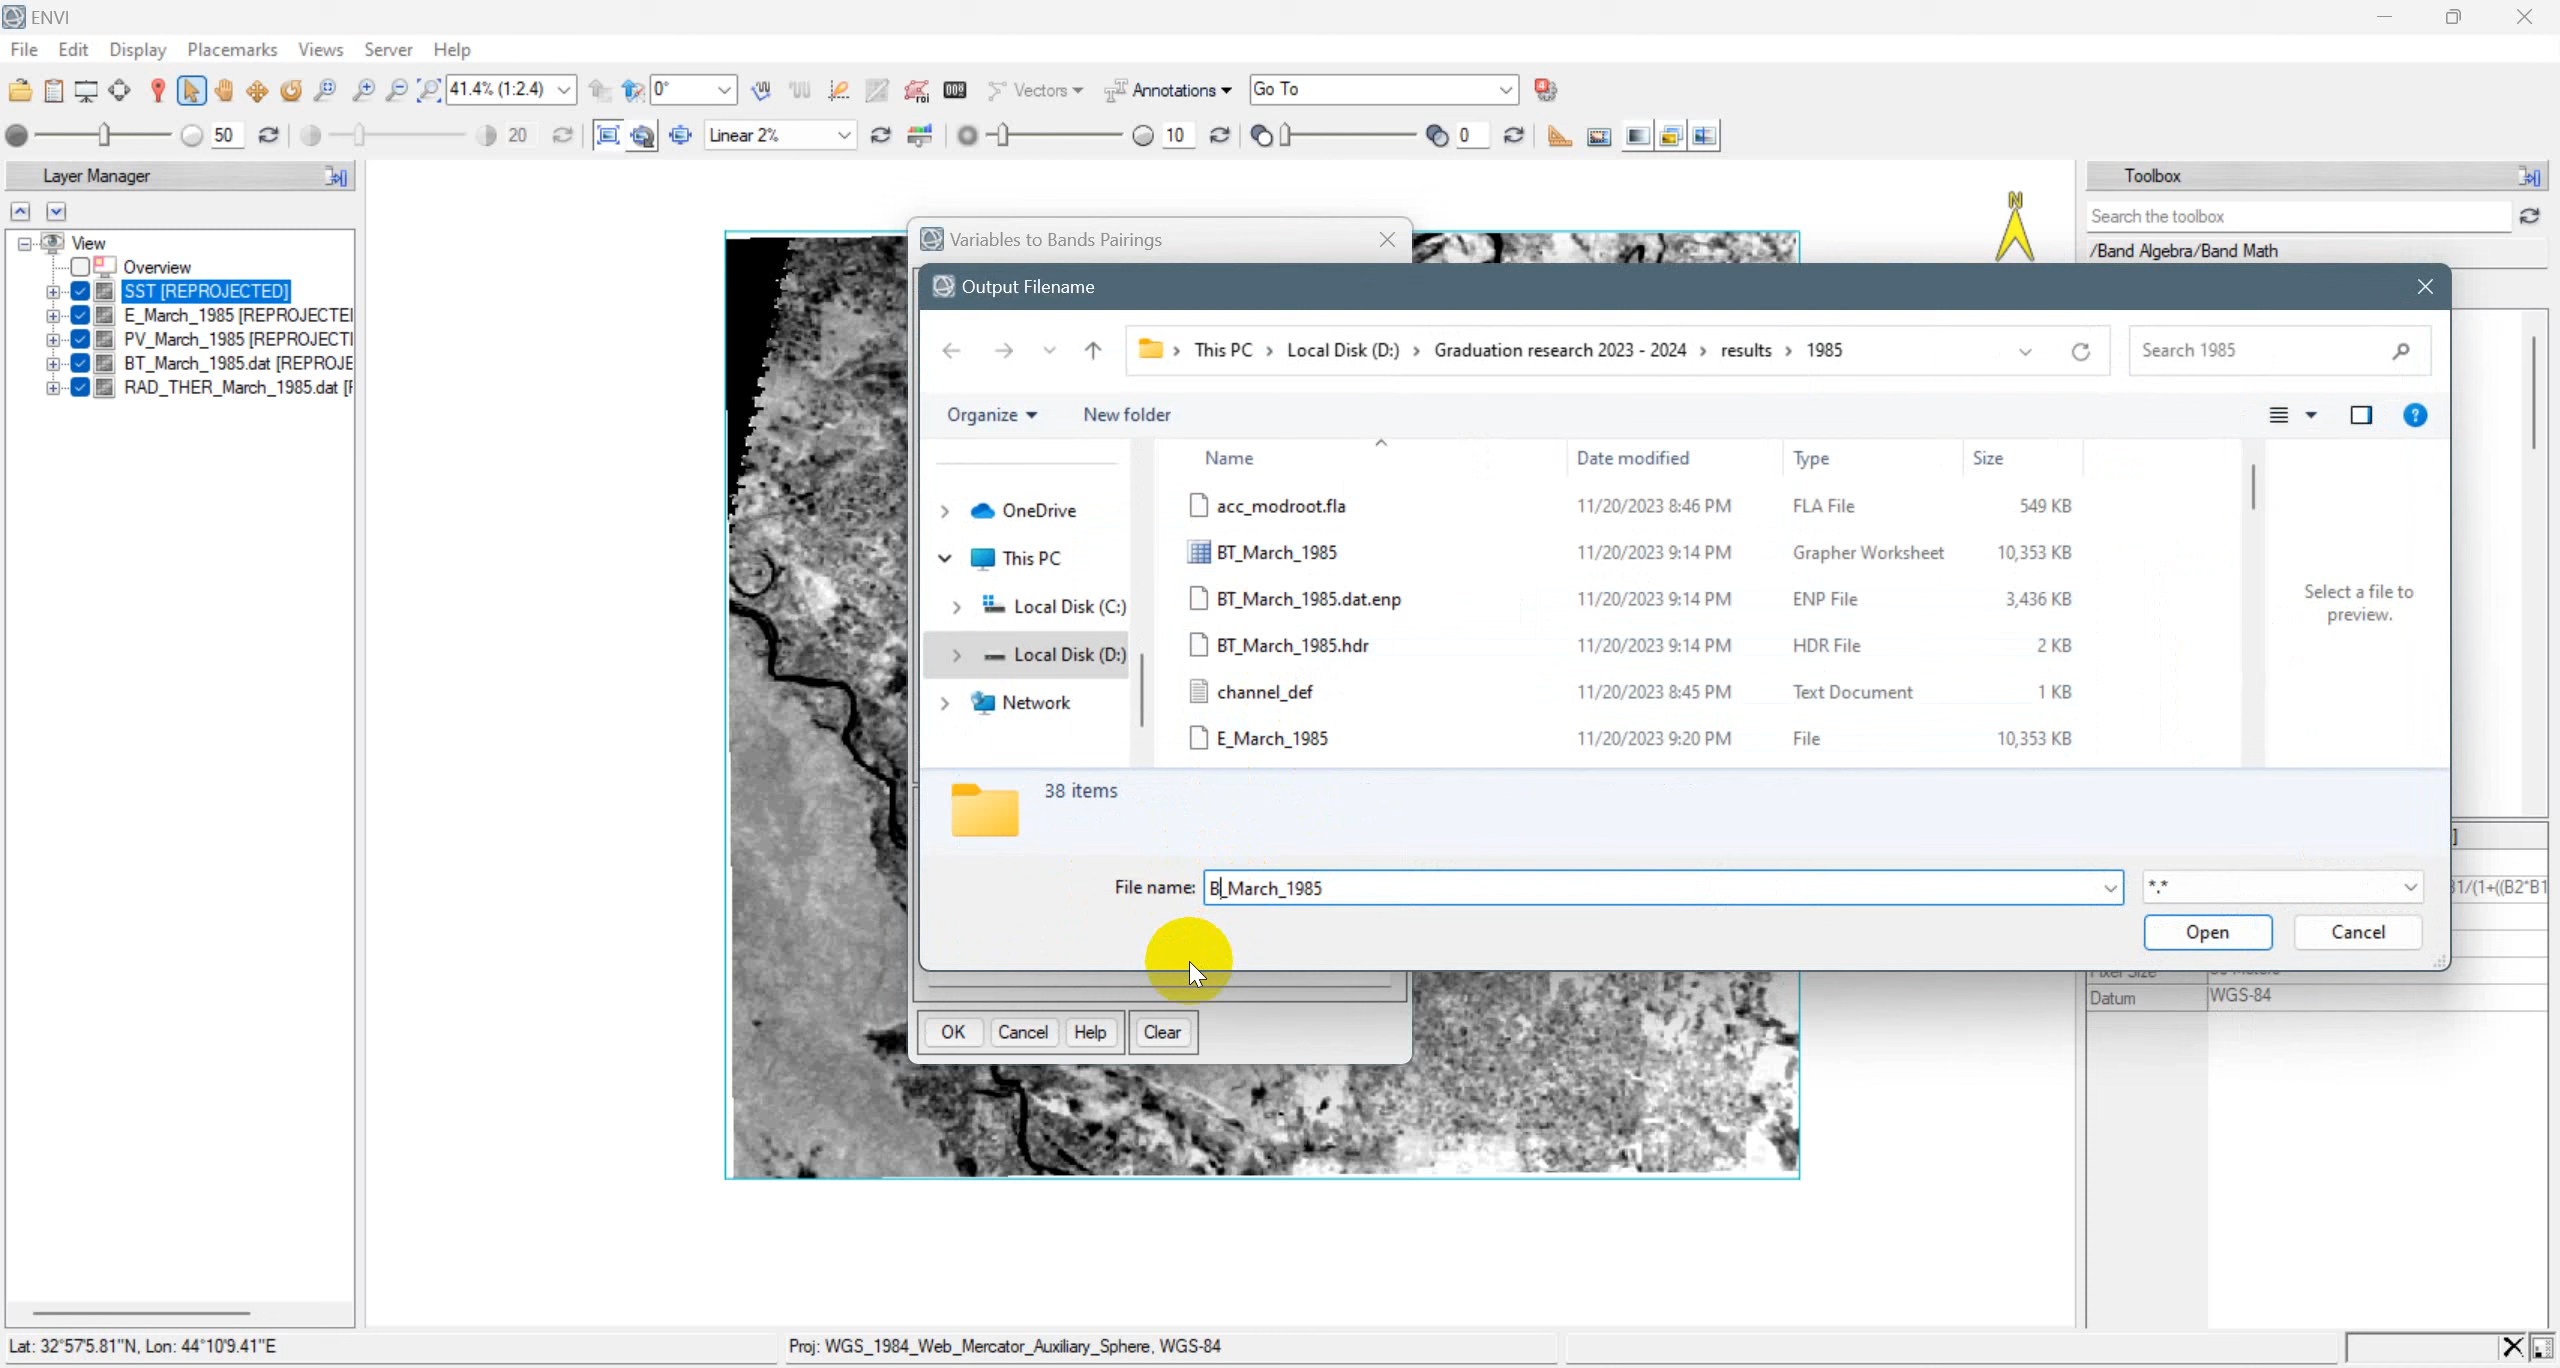 ENVI
File Edit Display Placemarks Views Server Help
41.4% (1:2.4) 0° Vectors Annotations Go To
50 20 Linear 2% 10 0
Layer Manager
View
Overview
SST [REPROJECTED]
E_March_1985 [REPROJECTEI
PV_March_1985 [REPROJECTI
BT_March_1985.dat [REPROJE
RAD_THER_March_1985.dat [F
N
Toolbox
Search the toolbox
/Band Algebra/Band Math
Variables to Bands Pairings
Output Filename
This PC > Local Disk (D:) > Graduation research 2023 - 2024 > results > 1985
Search 1985
Organize New folder
OneDrive
This PC
Local Disk (C:)
Local Disk (D:)
Network
Name Date modified Type Size
acc_modroot.fla 11/20/2023 8:46 PM FLA File 549 KB
BT_March_1985 11/20/2023 9:14 PM Grapher Worksheet 10,353 KB
BT_March_1985.dat.enp 11/20/2023 9:14 PM ENP File 3,436 KB
BT_March_1985.hdr 11/20/2023 9:14 PM HDR File 2 KB
channel_def 11/20/2023 8:45 PM Text Document 1 KB
E_March_1985 11/20/2023 9:20 PM File 10,353 KB
Select a file to
preview.
38 items
File name: B_March_1985 *.*
Open Cancel
]
31/(1+((B2*B1
Datum WGS-84
OK Cancel Help Clear
Lat: 32°57'5.81"N, Lon: 44°10'9.41"E
Proj: WGS_1984_Web_Mercator_Auxiliary_Sphere, WGS-84